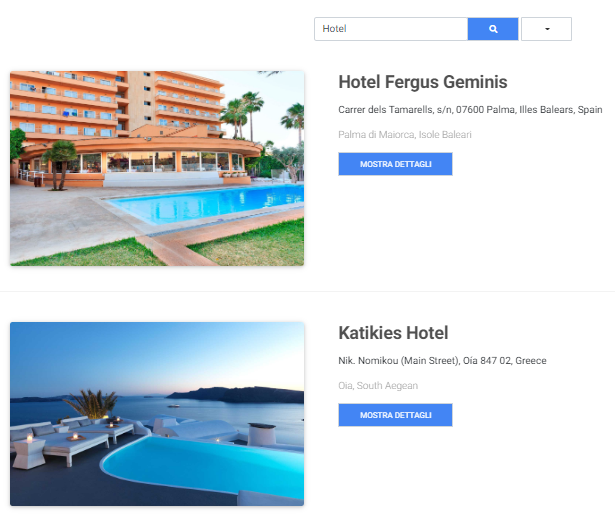 Hotel
Hotel Fergus Geminis
Carrer dels Tamarells, s/n, 07600 Palma, Illes Balears, Spain
Palma di Maiorca, Isole Baleari
MOSTRA DETTAGLI
Katikies Hotel
Nik. Nomikou (Main Street), Oía 847 02, Greece
Oia, South Aegean
MOSTRA DETTAGLI